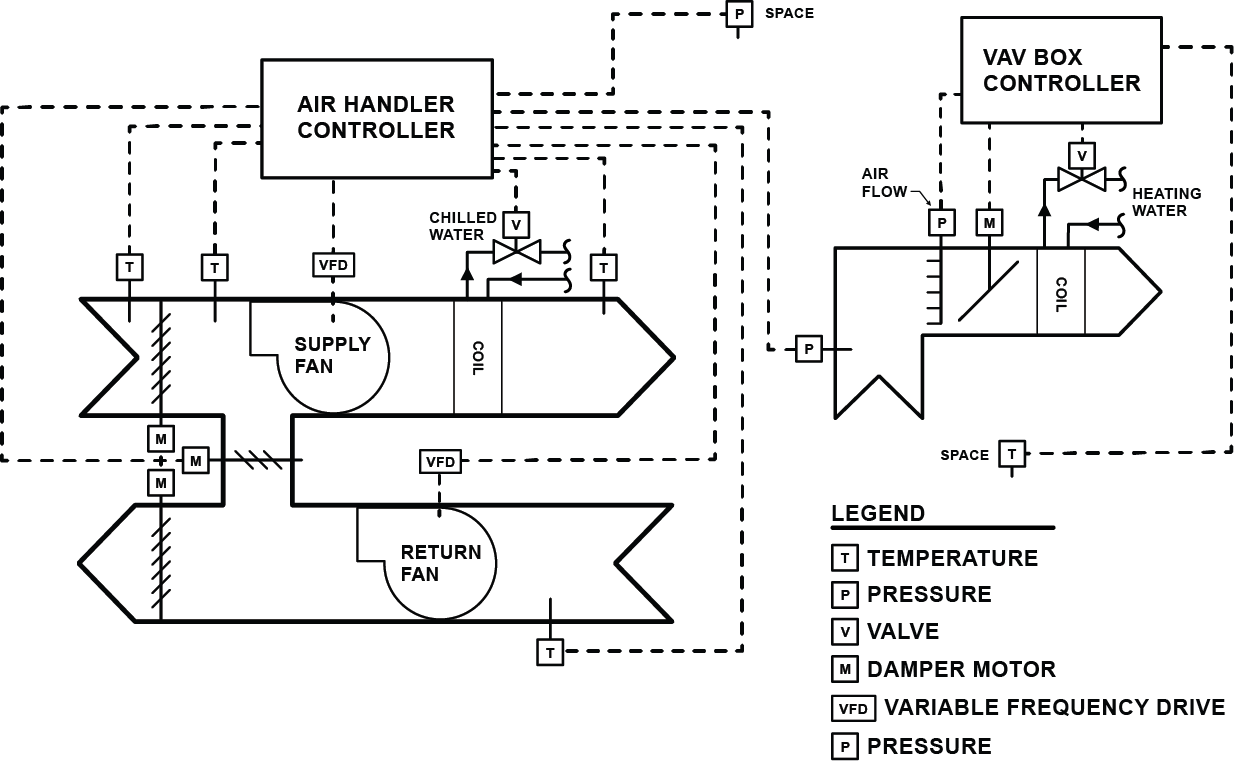 P SPACE
AIR HANDLER
CONTROLLER
VAV BOX
CONTROLLER
V
AIR
FLOW
HEATING
WATER
P
M
CHILLED
WATER
V
T
T
VFD
T
COIL
SUPPLY
FAN
COIL
P
M
M
VFD
M
SPACE T
RETURN
FAN
T
LEGEND
T TEMPERATURE
P PRESSURE
V VALVE
M DAMPER MOTOR
VFD VARIABLE FREQUENCY DRIVE
P PRESSURE